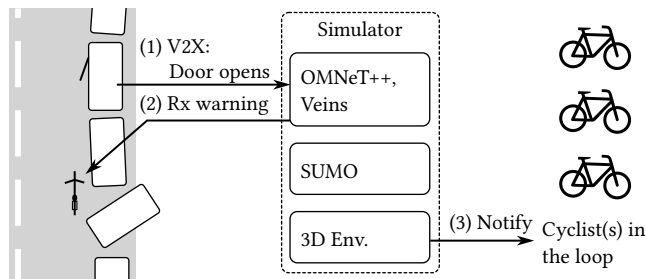 (1) V2X:
Door opens
(2) Rx warning
Simulator
OMNeT++,
Veins
SUMO
3D Env.
(3) Notify
Cyclist(s) in
the loop